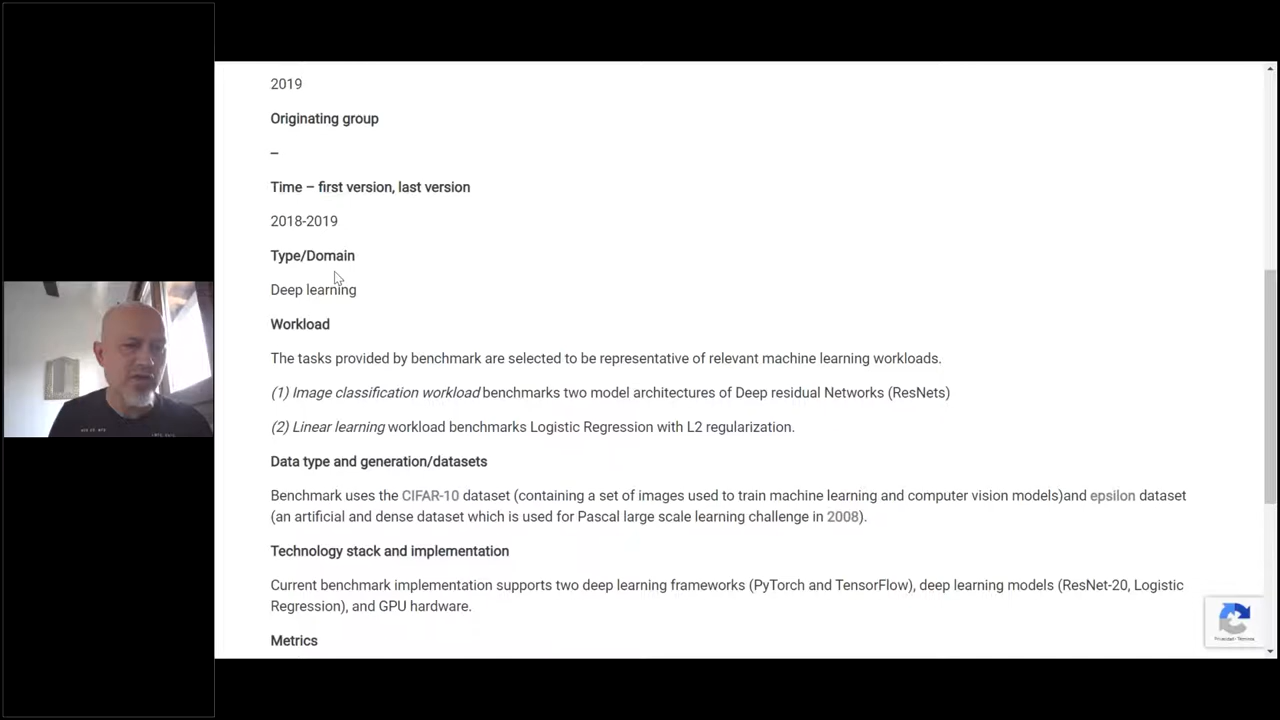 2019
Originating group
–
Time – first version, last version
2018-2019
Type/Domain
Deep learning
Workload
The tasks provided by benchmark are selected to be representative of relevant machine learning workloads.
(1) Image classification workload benchmarks two model architectures of Deep residual Networks (ResNets)
(2) Linear learning workload benchmarks Logistic Regression with L2 regularization.
Data type and generation/datasets
Benchmark uses the CIFAR-10 dataset (containing a set of images used to train machine learning and computer vision models)and epsilon dataset
(an artificial and dense dataset which is used for Pascal large scale learning challenge in 2008).
Technology stack and implementation
Current benchmark implementation supports two deep learning frameworks (PyTorch and TensorFlow), deep learning models (ResNet-20, Logistic
Regression), and GPU hardware.
Metrics